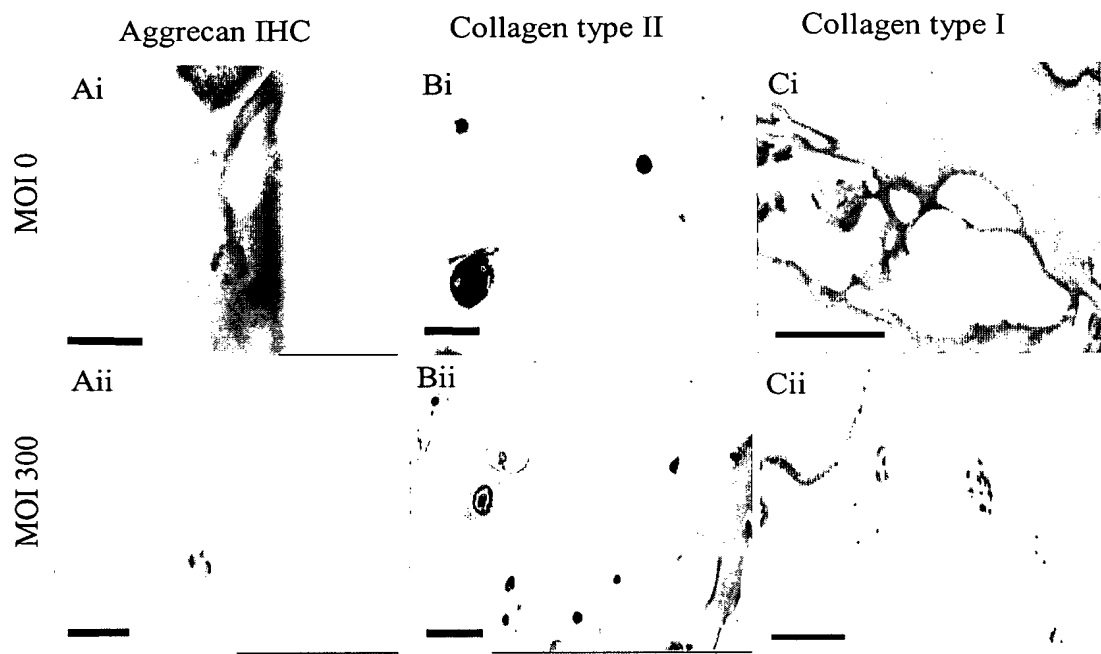 Aggrecan IHC
Collagen type II
Collagen type I
MOI 0
Ai
Bi
Ci
MOI 300
Aii
Bii
Cii